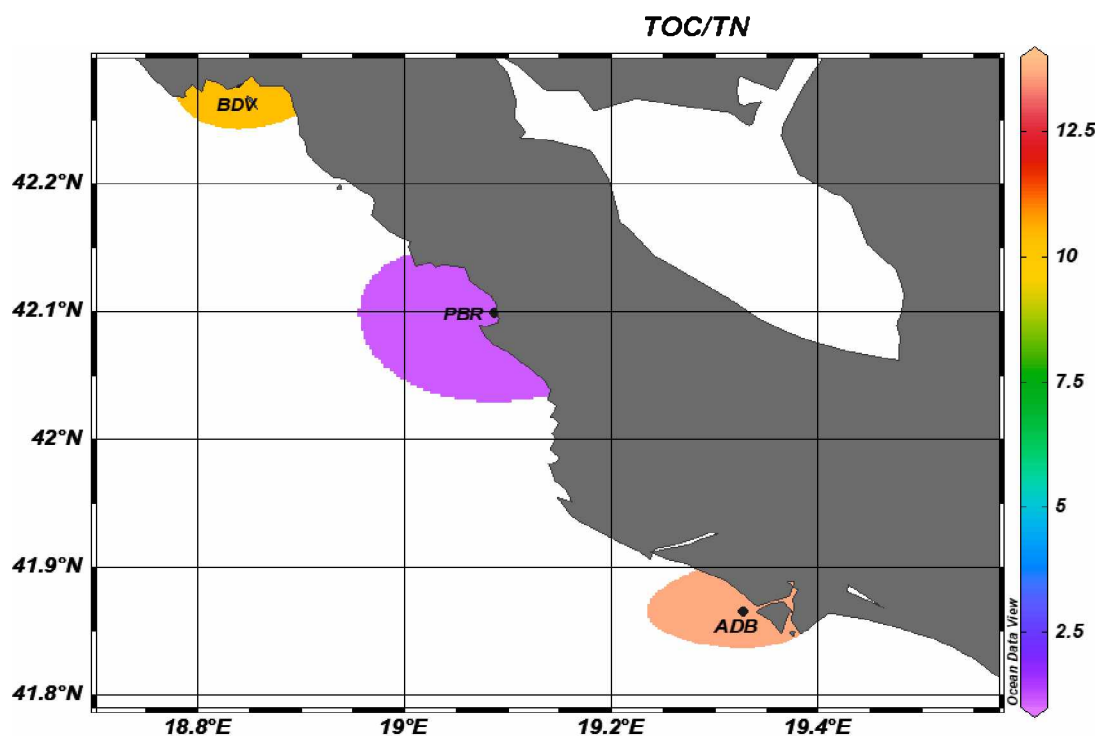 TOC/TN
BDV
PBR
ADB
42.2°N
42.1°N
42°N
41.9°N
41.8°N
18.8°E
19°E
19.2°E
19.4°E
12.5
10
7.5
5
2.5
Ocean Data View